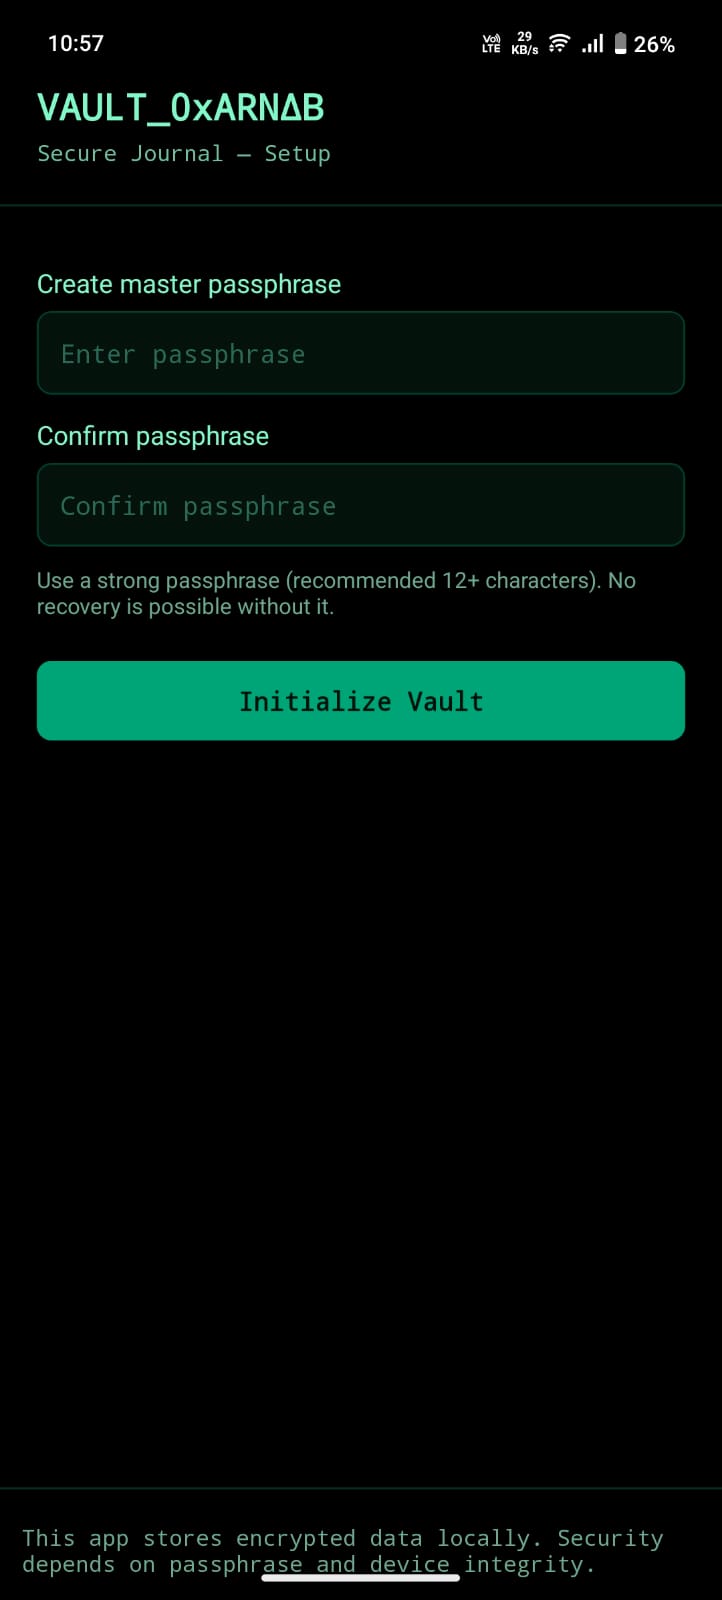 10:57
Vo) LTE 29 KB/s 26%
VAULT_0xARNΔB
Secure Journal — Setup
Create master passphrase
Enter passphrase
Confirm passphrase
Confirm passphrase
Use a strong passphrase (recommended 12+ characters). No
recovery is possible without it.
Initialize Vault
This app stores encrypted data locally. Security
depends on passphrase and device integrity.